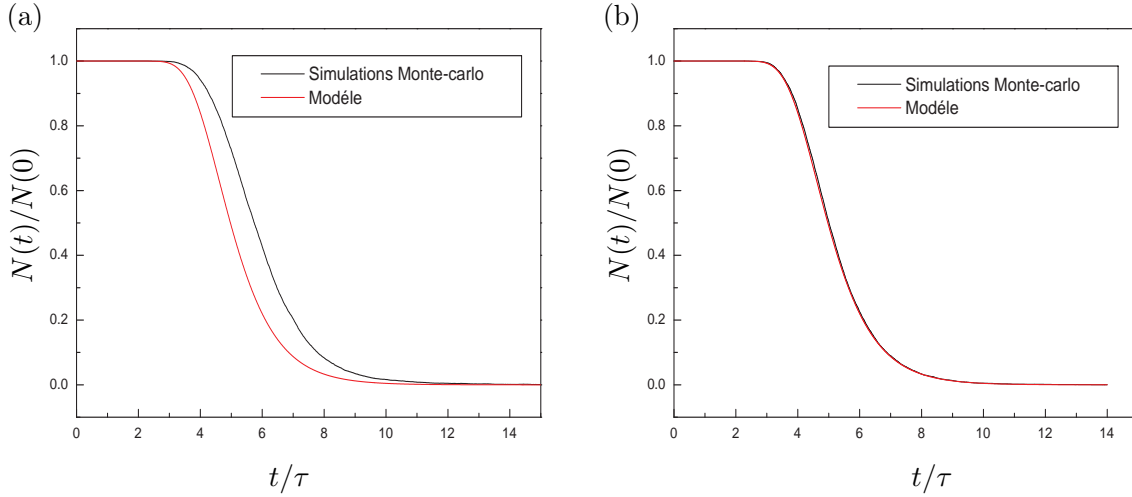 (a)
1.0
0.8
0.6
0.4
0.2
0.0
N(t)/N(0)
Simulations Monte-carlo
Modéle
0 2 4 6 8 10 12 14
t/τ
(b)
1.0
0.8
0.6
0.4
0.2
0.0
N(t)/N(0)
Simulations Monte-carlo
Modéle
0 2 4 6 8 10 12 14
t/τ